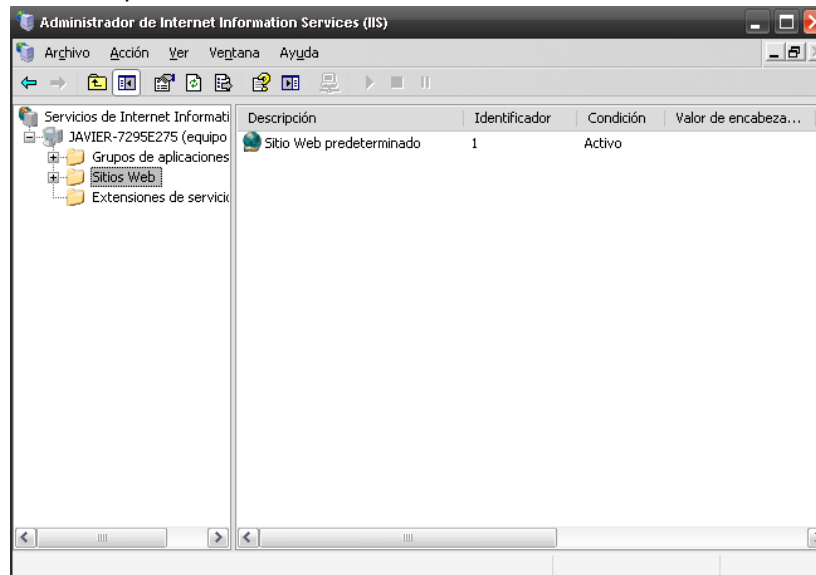 Administrador de Internet Information Services (IIS)
Archivo Acción Ver Ventana Ayuda
Servicios de Internet Informati
JAVIER-7295E275 (equipo
Grupos de aplicaciones
Sitios Web
Extensiones de servicio
Descripción Identificador Condición Valor de encabeza...
Sitio Web predeterminado 1 Activo